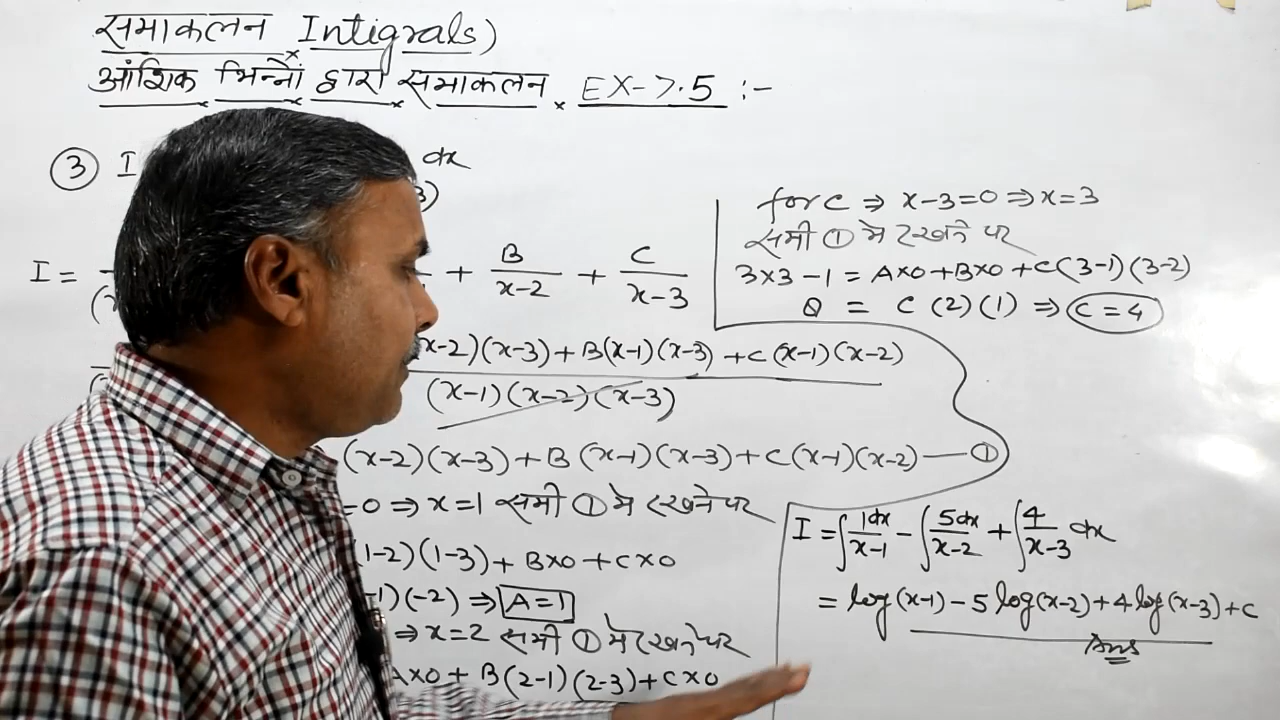 समाकलन Intigrals)
आंशिक भिन्नों द्वारा समाकलन EX-7.5 :-
③ I dx
3)
I = + B/(x-2) + C/(x-3)
x-2)(x-3)+B(x-1)(x-3)+C(x-1)(x-2)
(x-1)(x-2)(x-3)
(x-2)(x-3)+B(x-1)(x-3)+C(x-1)(x-2) — ①
=0 ⇒ x=1 समी ① मे रखने पर
1-2)(1-3)+B×0+C×0
-1)(-2) ⇒ A=1
⇒ x=2 समी ① मे रखने पर
A×0+B(2-1)(2-3)+C×0
for C ⇒ x-3=0 ⇒ x=3
समी ① मे रखने पर
3×3-1 = A×0+B×0+C(3-1)(3-2)
8 = C(2)(1) ⇒ C=4
I = ∫1dx/(x-1) - ∫5dx/(x-2) + ∫4/(x-3) dx
= log(x-1)-5log(x-2)+4log(x-3)+C
Ans